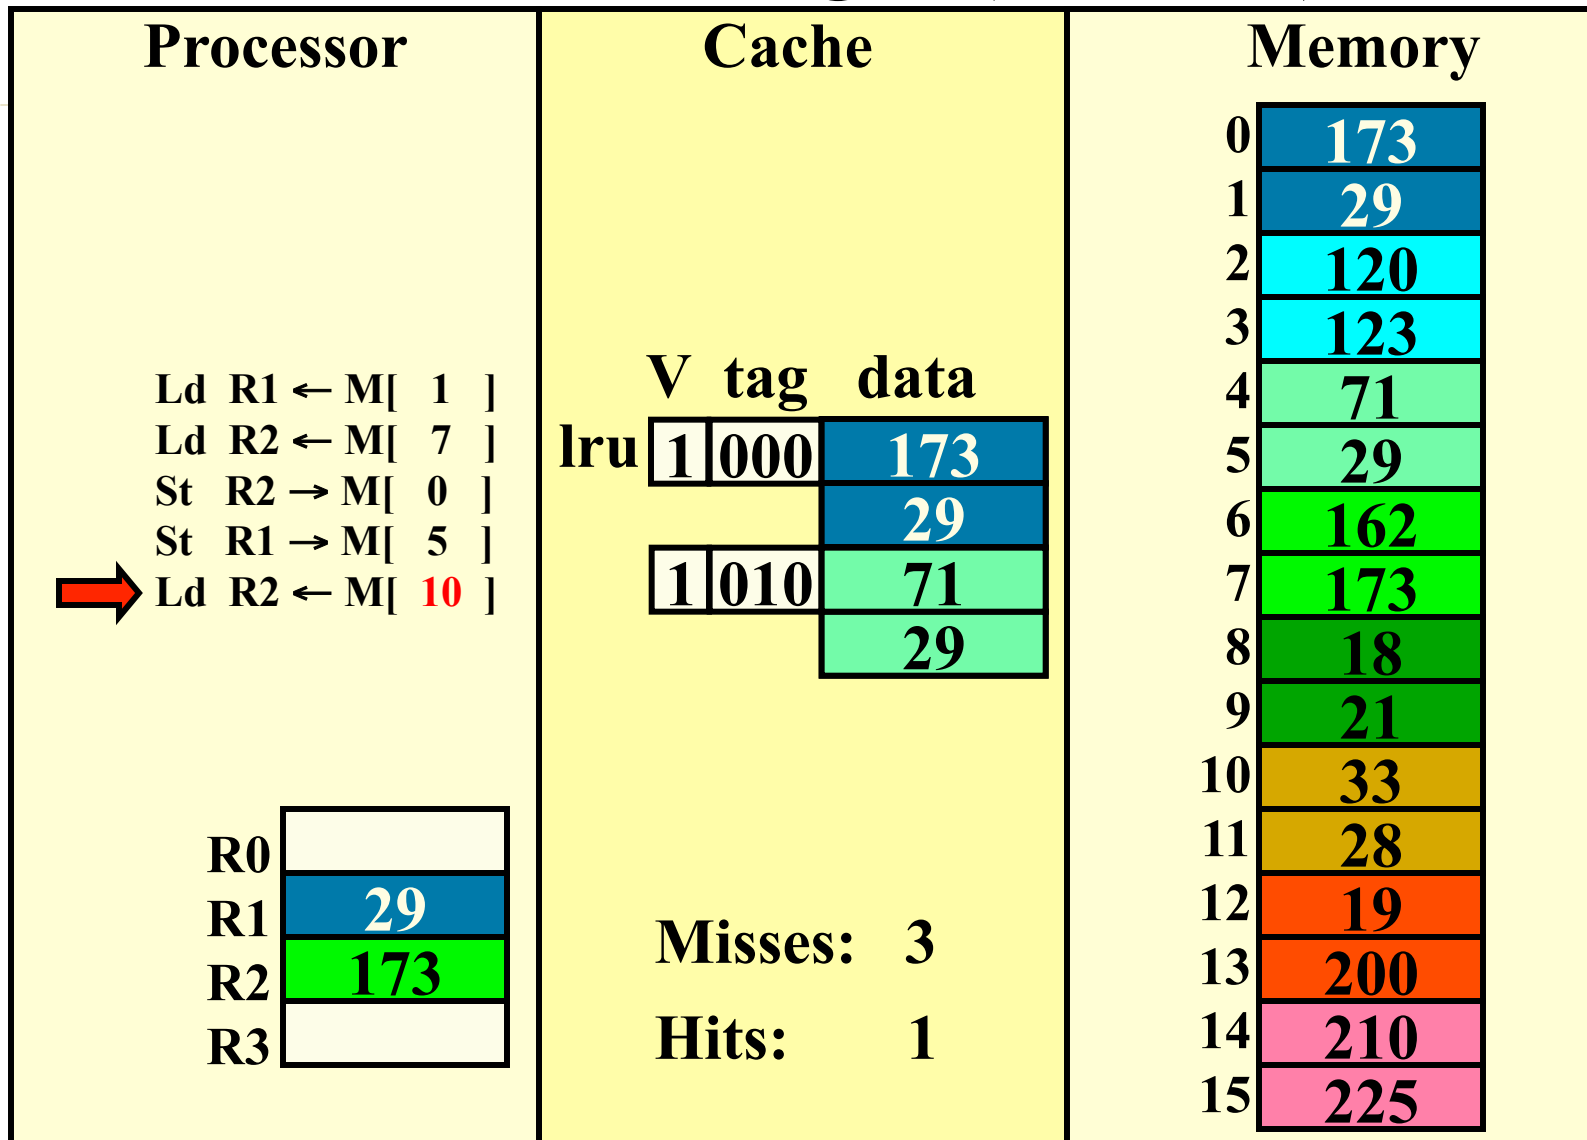 Processor
Ld R1 ← M[ 1 ]
Ld R2 ← M[ 7 ]
St R2 → M[ 0 ]
St R1 → M[ 5 ]
Ld R2 ← M[ 10 ]
R0
R1 29
R2 173
R3
Cache
V tag data
lru 1 000 173
29
1 010 71
29
Misses: 3
Hits: 1
Memory
0 173
1 29
2 120
3 123
4 71
5 29
6 162
7 173
8 18
9 21
10 33
11 28
12 19
13 200
14 210
15 225